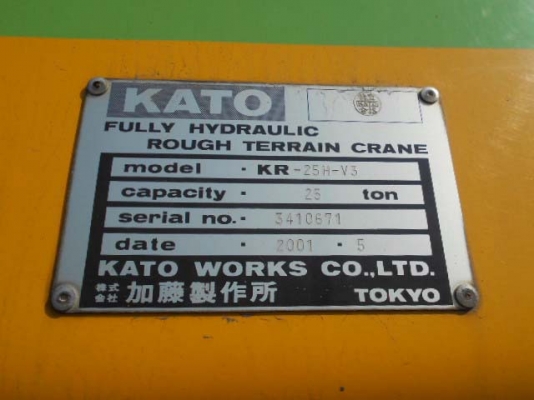 KATO
FULLY HYDRAULIC
ROUGH TERRAIN CRANE
model · KR-25H-V3
capacity · 25 ton
serial no. · 3410671
date · 2001 · 5
KATO WORKS CO.,LTD.
株式会社 加藤製作所 TOKYO